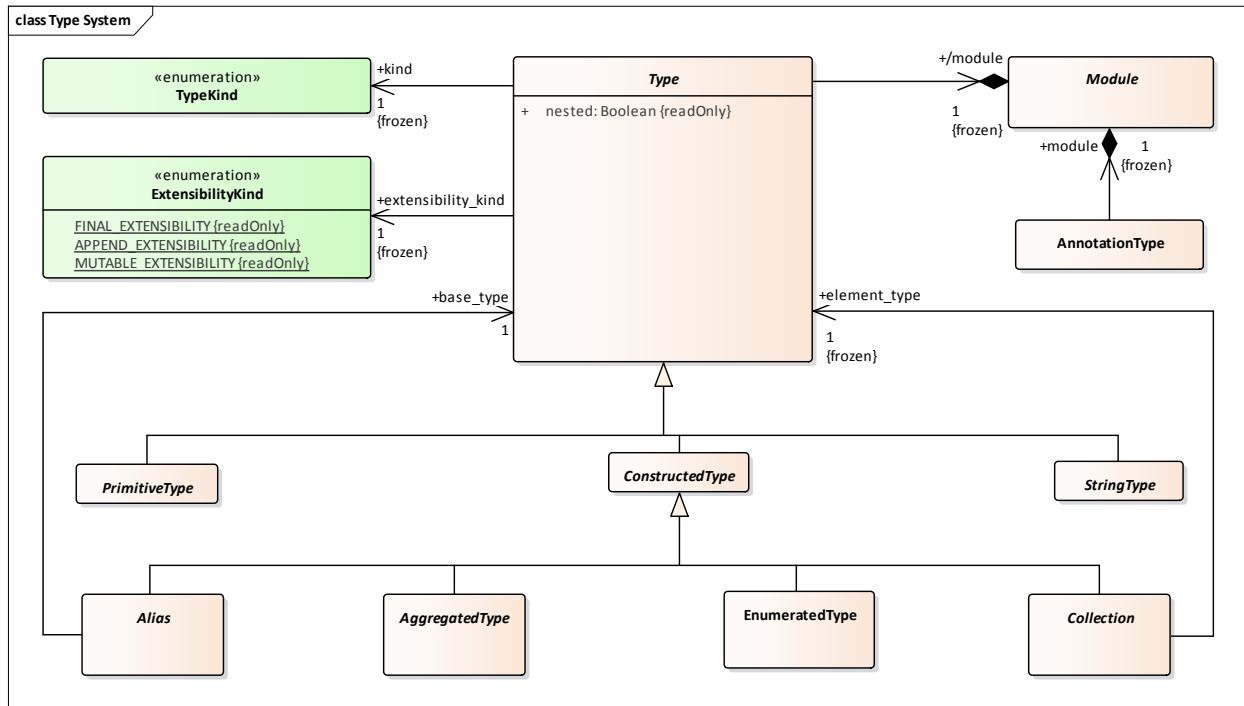 class Type System
«enumeration»
TypeKind
+kind
1
{frozen}
Type
+ nested: Boolean {readOnly}
+/module
1
{frozen}
Module
«enumeration»
ExtensibilityKind
FINAL_EXTENSIBILITY {readOnly}
APPEND_EXTENSIBILITY {readOnly}
MUTABLE_EXTENSIBILITY {readOnly}
+extensibility_kind
1
{frozen}
+module
1
{frozen}
AnnotationType
+base_type
1
+element_type
1
{frozen}
PrimitiveType
ConstructedType
StringType
Alias
AggregatedType
EnumeratedType
Collection